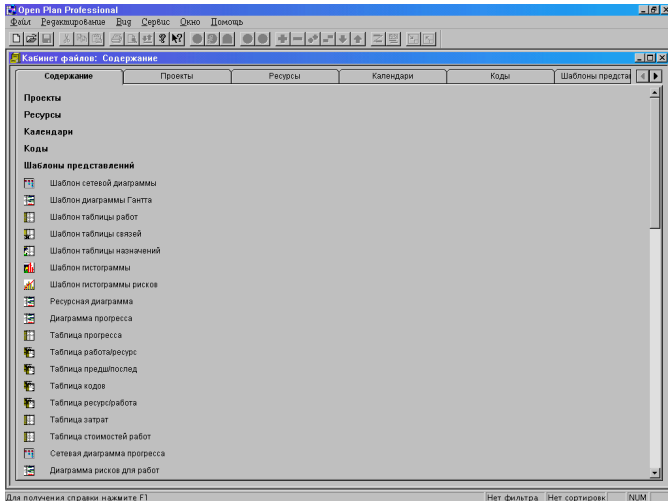 Open Plan Professional
Файл Редактирование Вид Сервис Окно Помощь
Кабинет файлов: Содержание
Содержание Проекты Ресурсы Календари Коды Шаблоны предста
Проекты
Ресурсы
Календари
Коды
Шаблоны представлений
Шаблон сетевой диаграммы
Шаблон диаграммы Гантта
Шаблон таблицы работ
Шаблон таблицы связей
Шаблон таблицы назначений
Шаблон гистограммы
Шаблон гистограммы рисков
Ресурсная диаграмма
Диаграмма прогресса
Таблица прогресса
Таблица работа/ресурс
Таблица предш/послед
Таблица кодов
Таблица ресурс/работа
Таблица затрат
Таблица стоимостей работ
Сетевая диаграмма прогресса
Диаграмма рисков для работ
Для получения справки нажмите F1 Нет фильтра Нет сортировк NUM